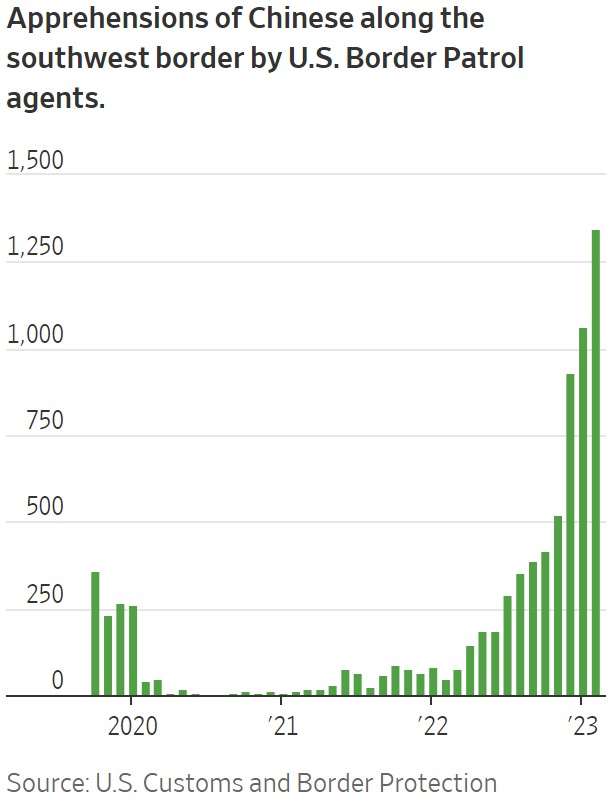 Apprehensions of Chinese along the
southwest border by U.S. Border Patrol
agents.
1,500
1,250
1,000
750
500
250
0
2020
’21
’22
’23
Source: U.S. Customs and Border Protection